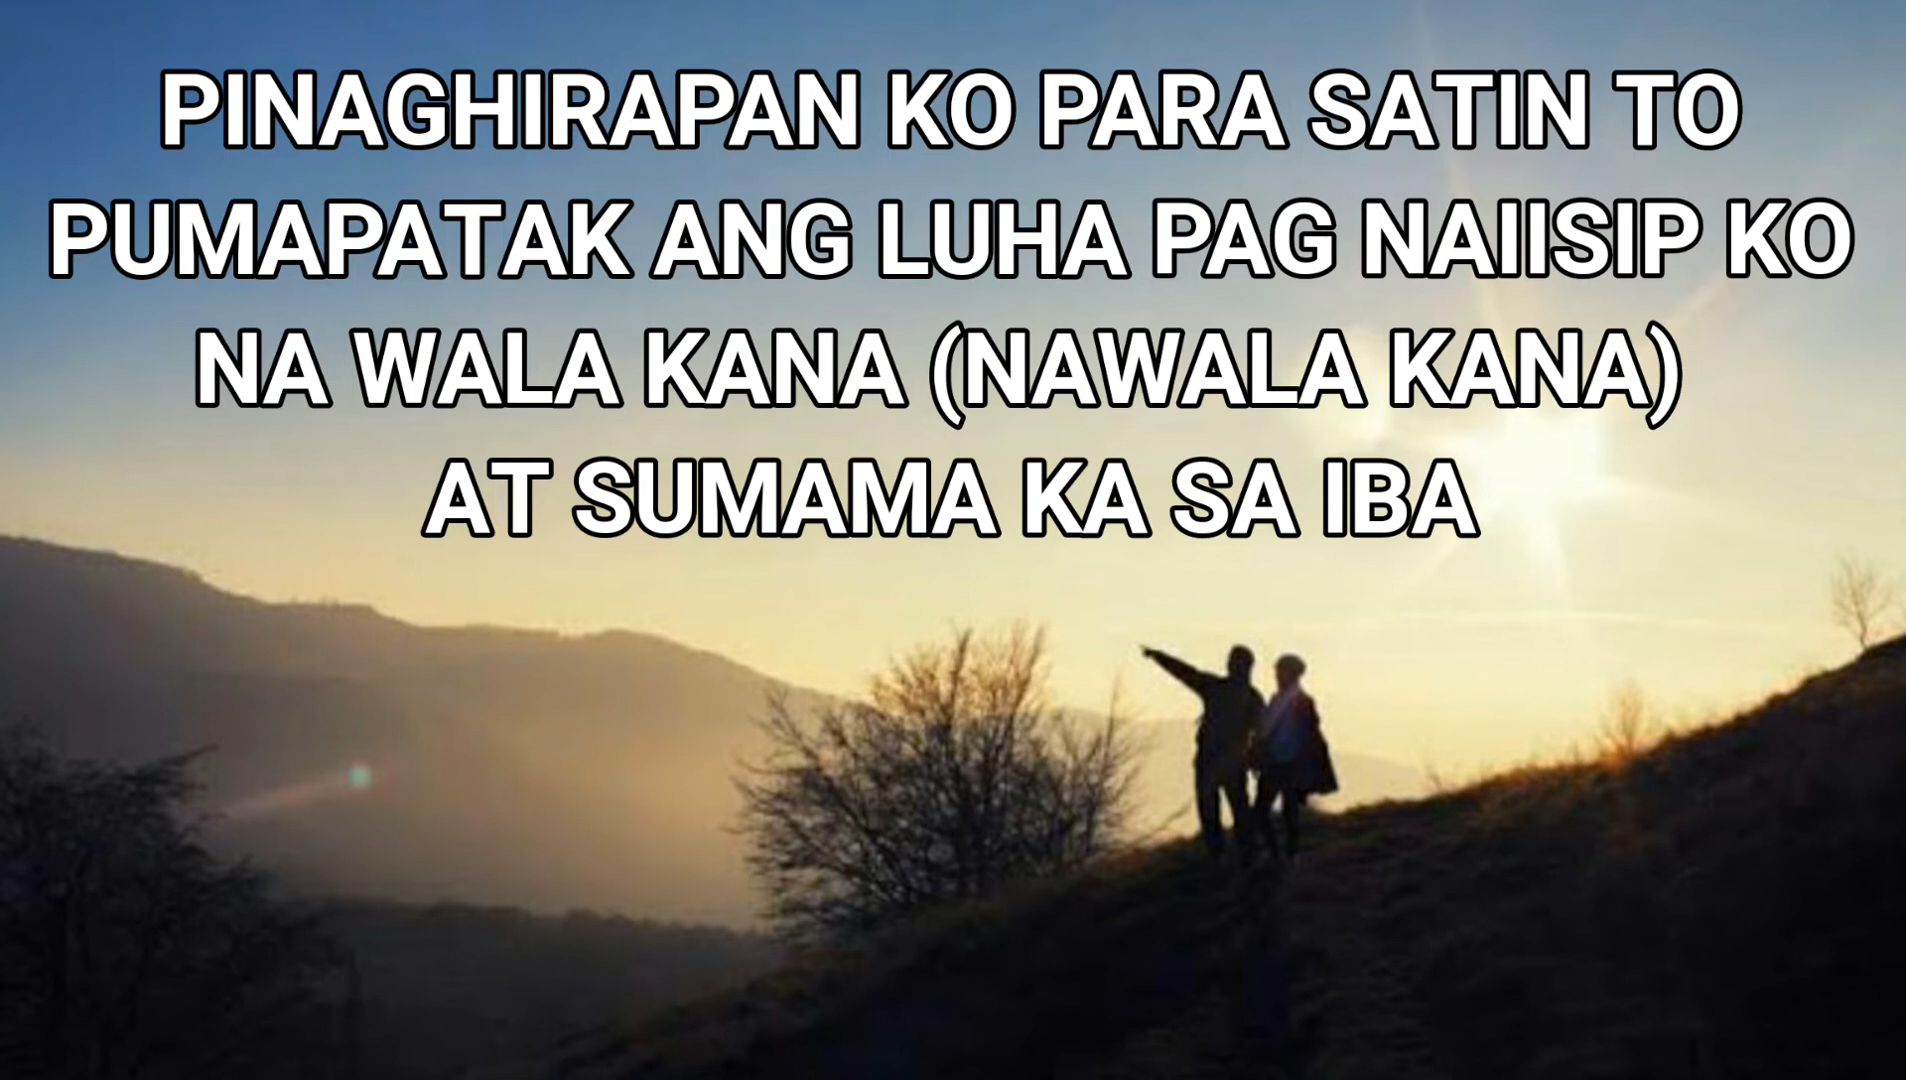 PINAGHIRAPAN KO PARA SATIN TO
PUMAPATAK ANG LUHA PAG NAIISIP KO
NA WALA KANA (NAWALA KANA)
AT SUMAMA KA SA IBA